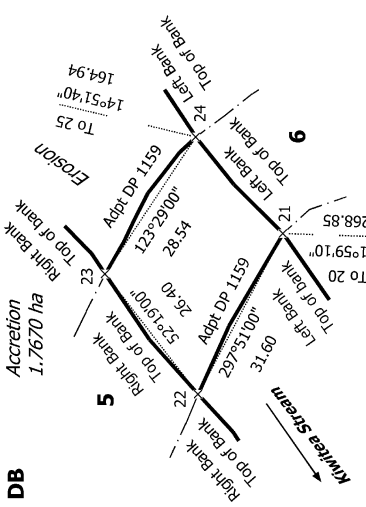 Left Bank
Top of Bank
24
164.94
14°51'40"
To 25
Erosion
Adpt DP 1159
123°29'00"
28.54
Left Bank
Top of Bank
6
Right Bank
Top of bank
23
Accretion
1.7670 ha
52°19'00"
26.40
Right Bank
Top of Bank
5
Adpt DP 1159
297°51'00"
31.60
21
268.85
1°59'10"
To 20
Left Bank
Top of bank
22
Right Bank
Top of Bank
Kiwitea Stream
DB